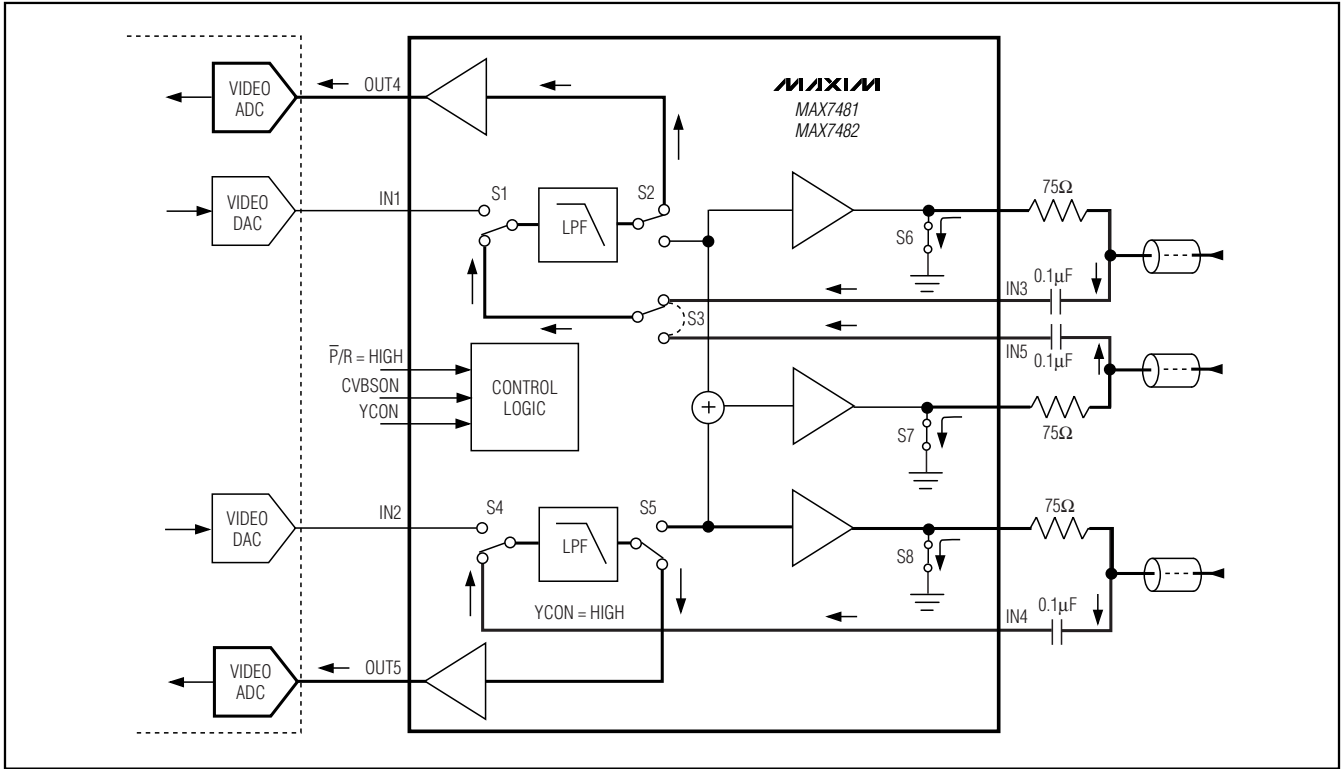 MAXIM
MAX7481
MAX7482
VIDEO
ADC
OUT4
VIDEO
DAC
IN1
S1
LPF
S2
S6
75Ω
0.1µF
IN3
S3
IN5
0.1µF
P̅/R = HIGH
CVBSON
YCON
CONTROL
LOGIC
+
S7
75Ω
VIDEO
DAC
IN2
S4
LPF
S5
S8
75Ω
YCON = HIGH
IN4
0.1µF
VIDEO
ADC
OUT5